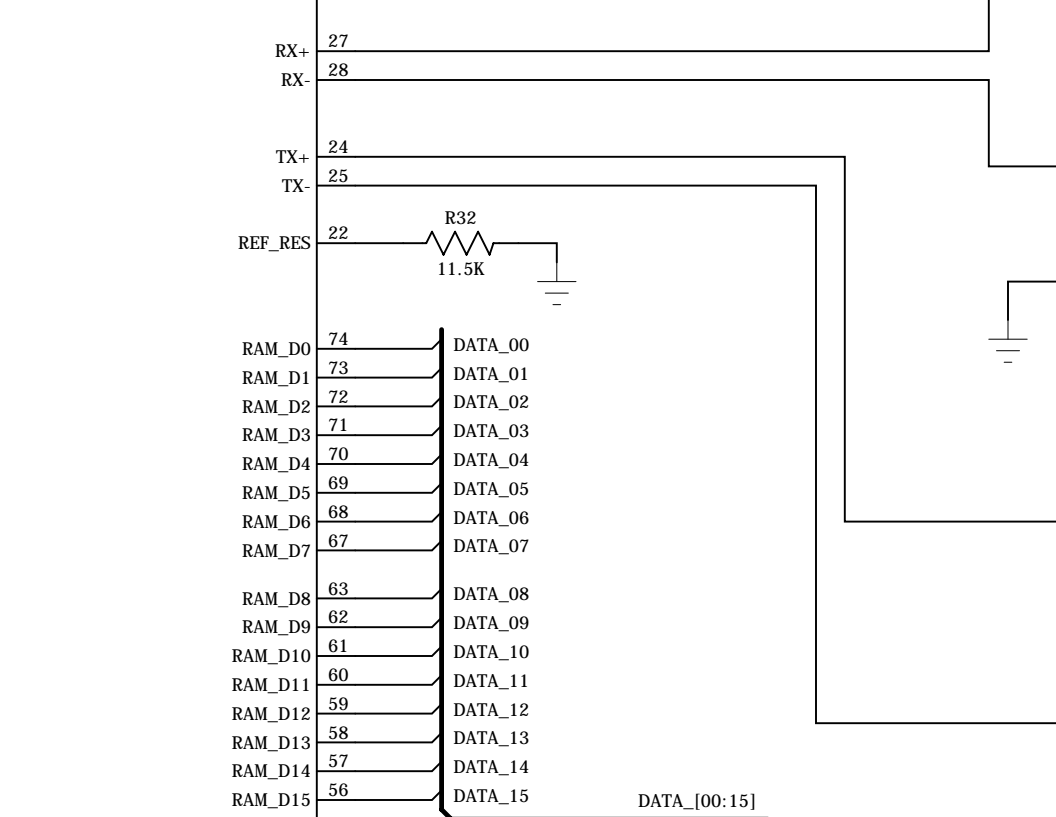 RX+ 27
RX- 28
TX+ 24
TX- 25
R32
REF_RES 22
11.5K
RAM_D0 74 DATA_00
RAM_D1 73 DATA_01
RAM_D2 72 DATA_02
RAM_D3 71 DATA_03
RAM_D4 70 DATA_04
RAM_D5 69 DATA_05
RAM_D6 68 DATA_06
RAM_D7 67 DATA_07
RAM_D8 63 DATA_08
RAM_D9 62 DATA_09
RAM_D10 61 DATA_10
RAM_D11 60 DATA_11
RAM_D12 59 DATA_12
RAM_D13 58 DATA_13
RAM_D14 57 DATA_14
RAM_D15 56 DATA_15
DATA_[00:15]